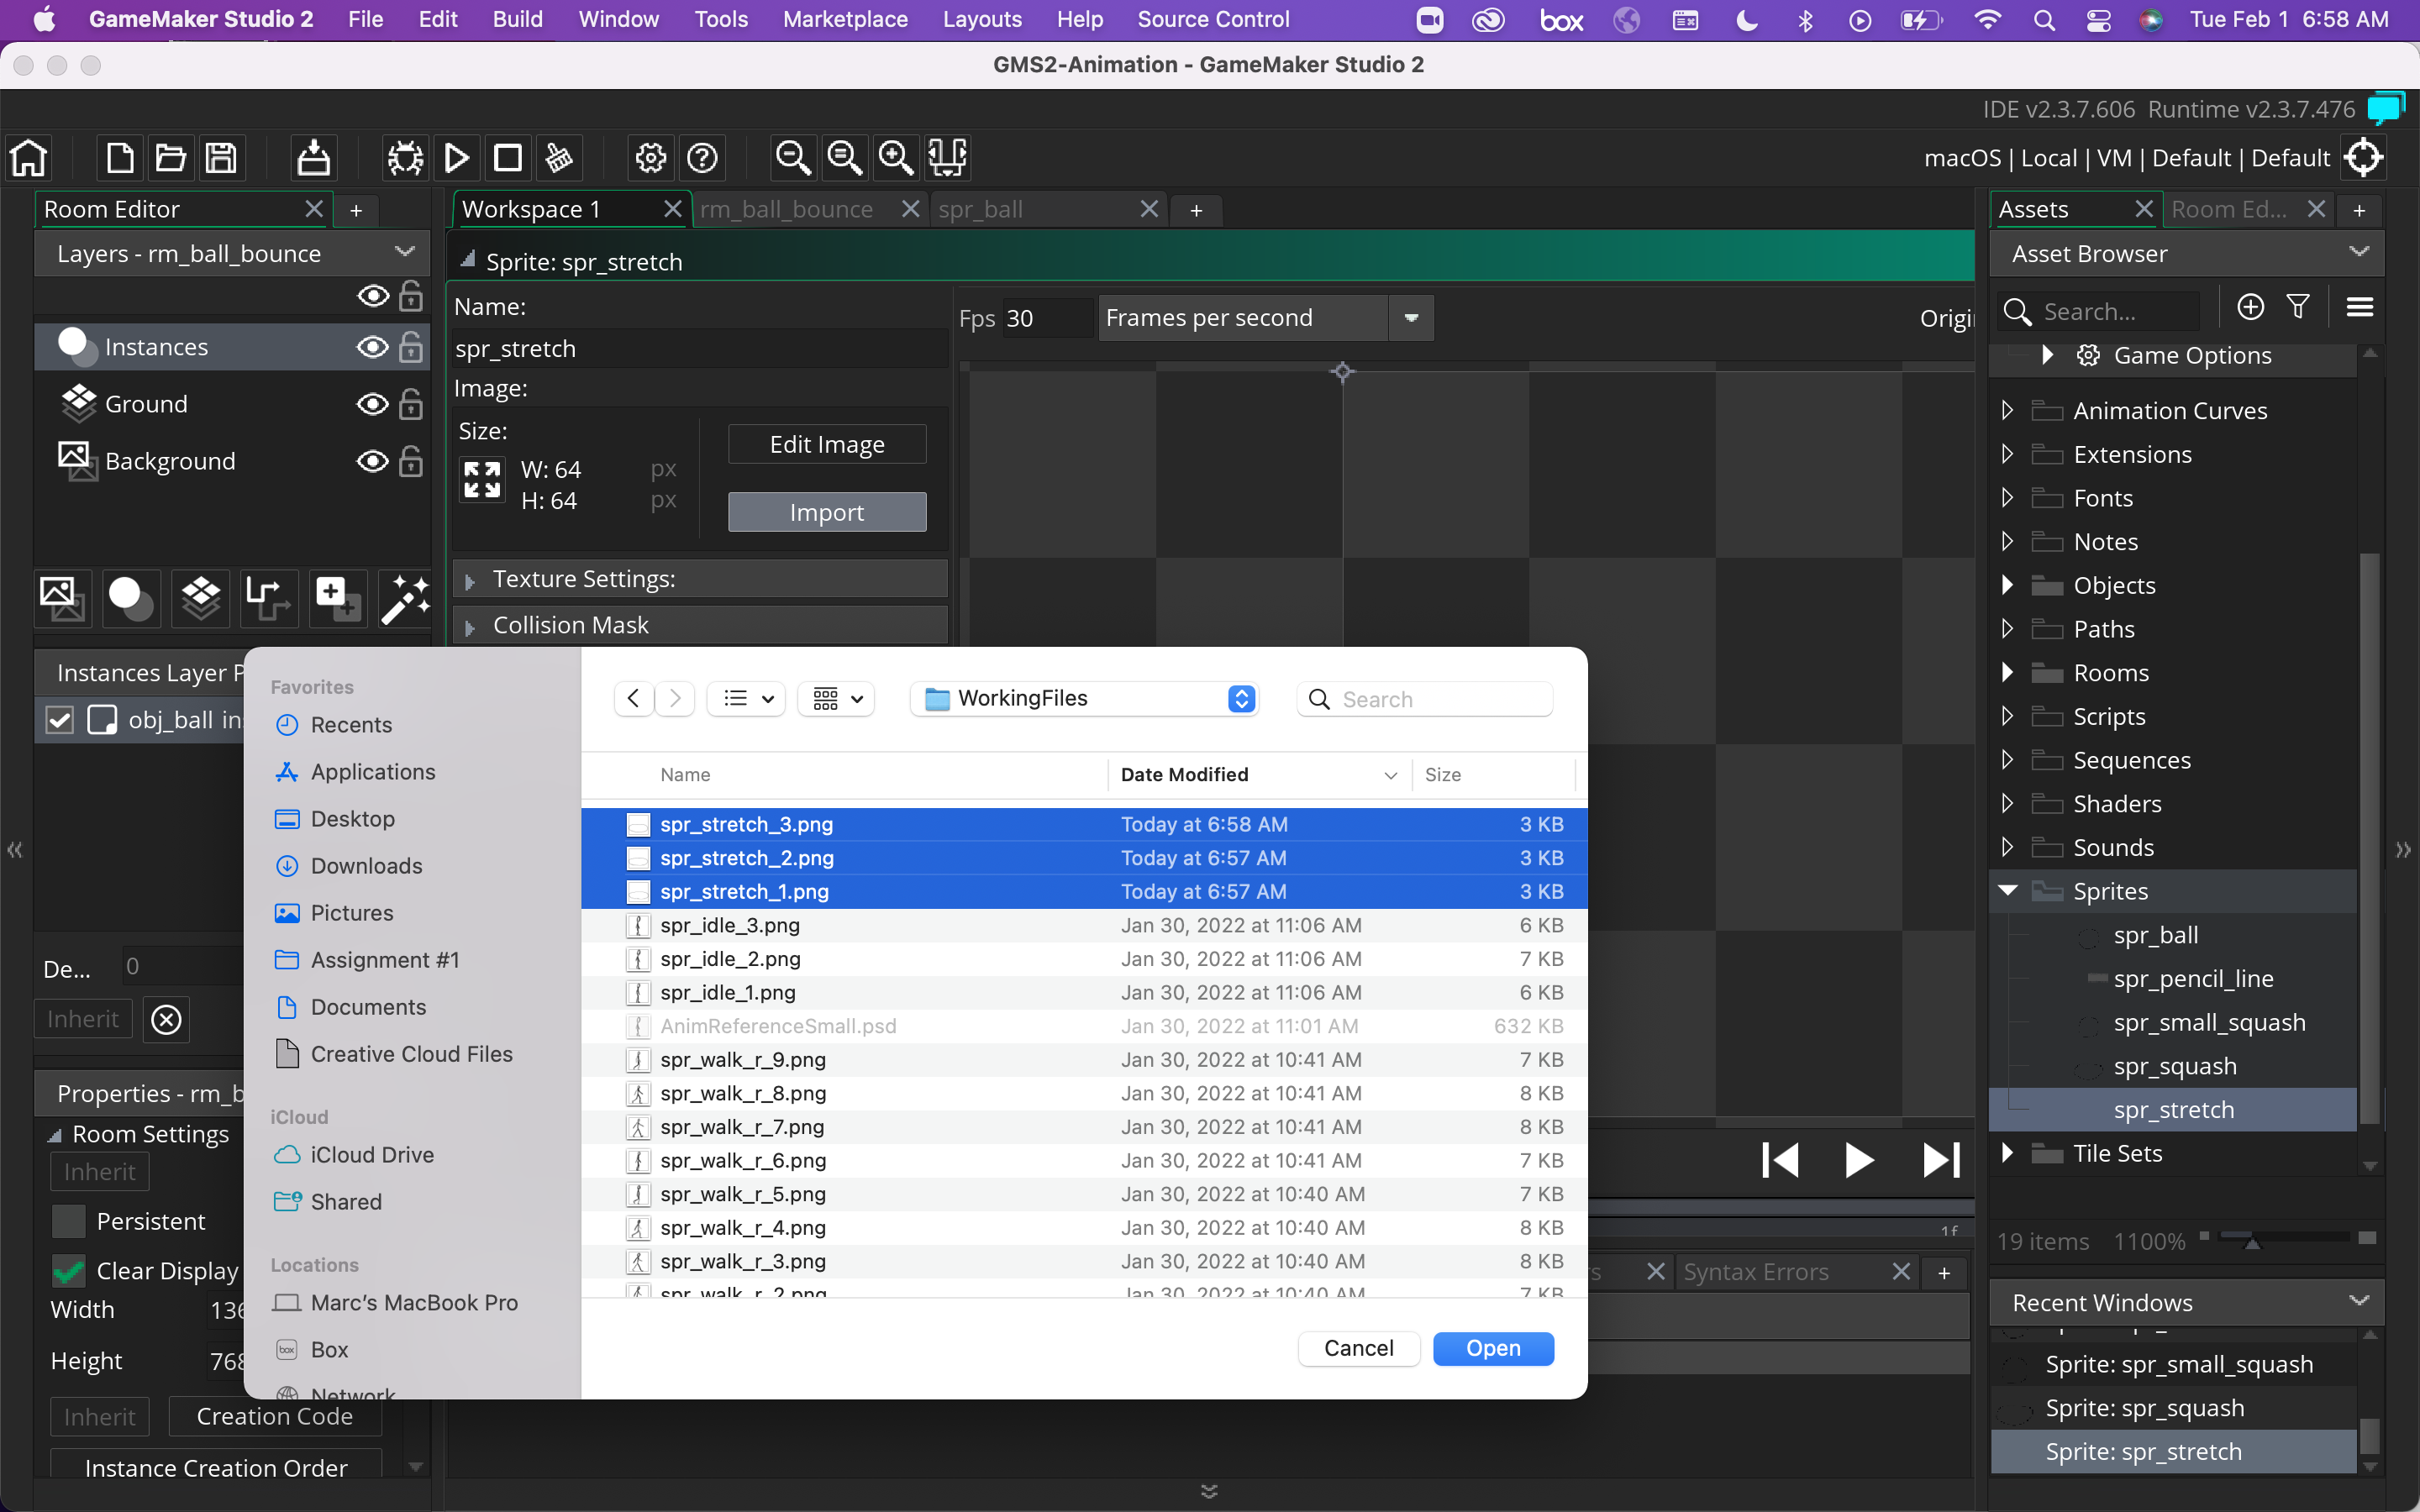 GameMaker Studio 2 File Edit Build Window Tools Marketplace Layouts Help Source Control box Tue Feb 1 6:58 AM
GMS2-Animation - GameMaker Studio 2
IDE v2.3.7.606 Runtime v2.3.7.476
macOS | Local | VM | Default | Default
Room Editor
Layers - rm_ball_bounce
Instances
Ground
Background
Instances Layer P
obj_ball in
De... 0
Inherit
Properties - rm_b
Room Settings
Inherit
Persistent
Clear Display
Width 136
Height 768
Inherit Creation Code
Instance Creation Order
Workspace 1 rm_ball_bounce spr_ball
Sprite: spr_stretch
Name:
spr_stretch
Image:
Size:
W: 64 px
H: 64 px
Edit Image
Import
Texture Settings:
Collision Mask
Fps 30 Frames per second Origi
Favorites
Recents
Applications
Desktop
Downloads
Pictures
Assignment #1
Documents
Creative Cloud Files
iCloud
iCloud Drive
Shared
Locations
Marc's MacBook Pro
box Box
Network
WorkingFiles Search
Name Date Modified Size
spr_stretch_3.png Today at 6:58 AM 3 KB
spr_stretch_2.png Today at 6:57 AM 3 KB
spr_stretch_1.png Today at 6:57 AM 3 KB
spr_idle_3.png Jan 30, 2022 at 11:06 AM 6 KB
spr_idle_2.png Jan 30, 2022 at 11:06 AM 7 KB
spr_idle_1.png Jan 30, 2022 at 11:06 AM 6 KB
AnimReferenceSmall.psd Jan 30, 2022 at 11:01 AM 632 KB
spr_walk_r_9.png Jan 30, 2022 at 10:41 AM 7 KB
spr_walk_r_8.png Jan 30, 2022 at 10:41 AM 8 KB
spr_walk_r_7.png Jan 30, 2022 at 10:41 AM 8 KB
spr_walk_r_6.png Jan 30, 2022 at 10:41 AM 7 KB
spr_walk_r_5.png Jan 30, 2022 at 10:40 AM 7 KB
spr_walk_r_4.png Jan 30, 2022 at 10:40 AM 8 KB
spr_walk_r_3.png Jan 30, 2022 at 10:40 AM 8 KB
spr_walk_r_2.png Jan 30, 2022 at 10:40 AM 7 KB
Cancel Open
1f
rs Syntax Errors
Assets Room Ed...
Asset Browser
Search...
Game Options
Animation Curves
Extensions
Fonts
Notes
Objects
Paths
Rooms
Scripts
Sequences
Shaders
Sounds
Sprites
spr_ball
spr_pencil_line
spr_small_squash
spr_squash
spr_stretch
Tile Sets
19 items 1100%
Recent Windows
Sprite: spr_small_squash
Sprite: spr_squash
Sprite: spr_stretch